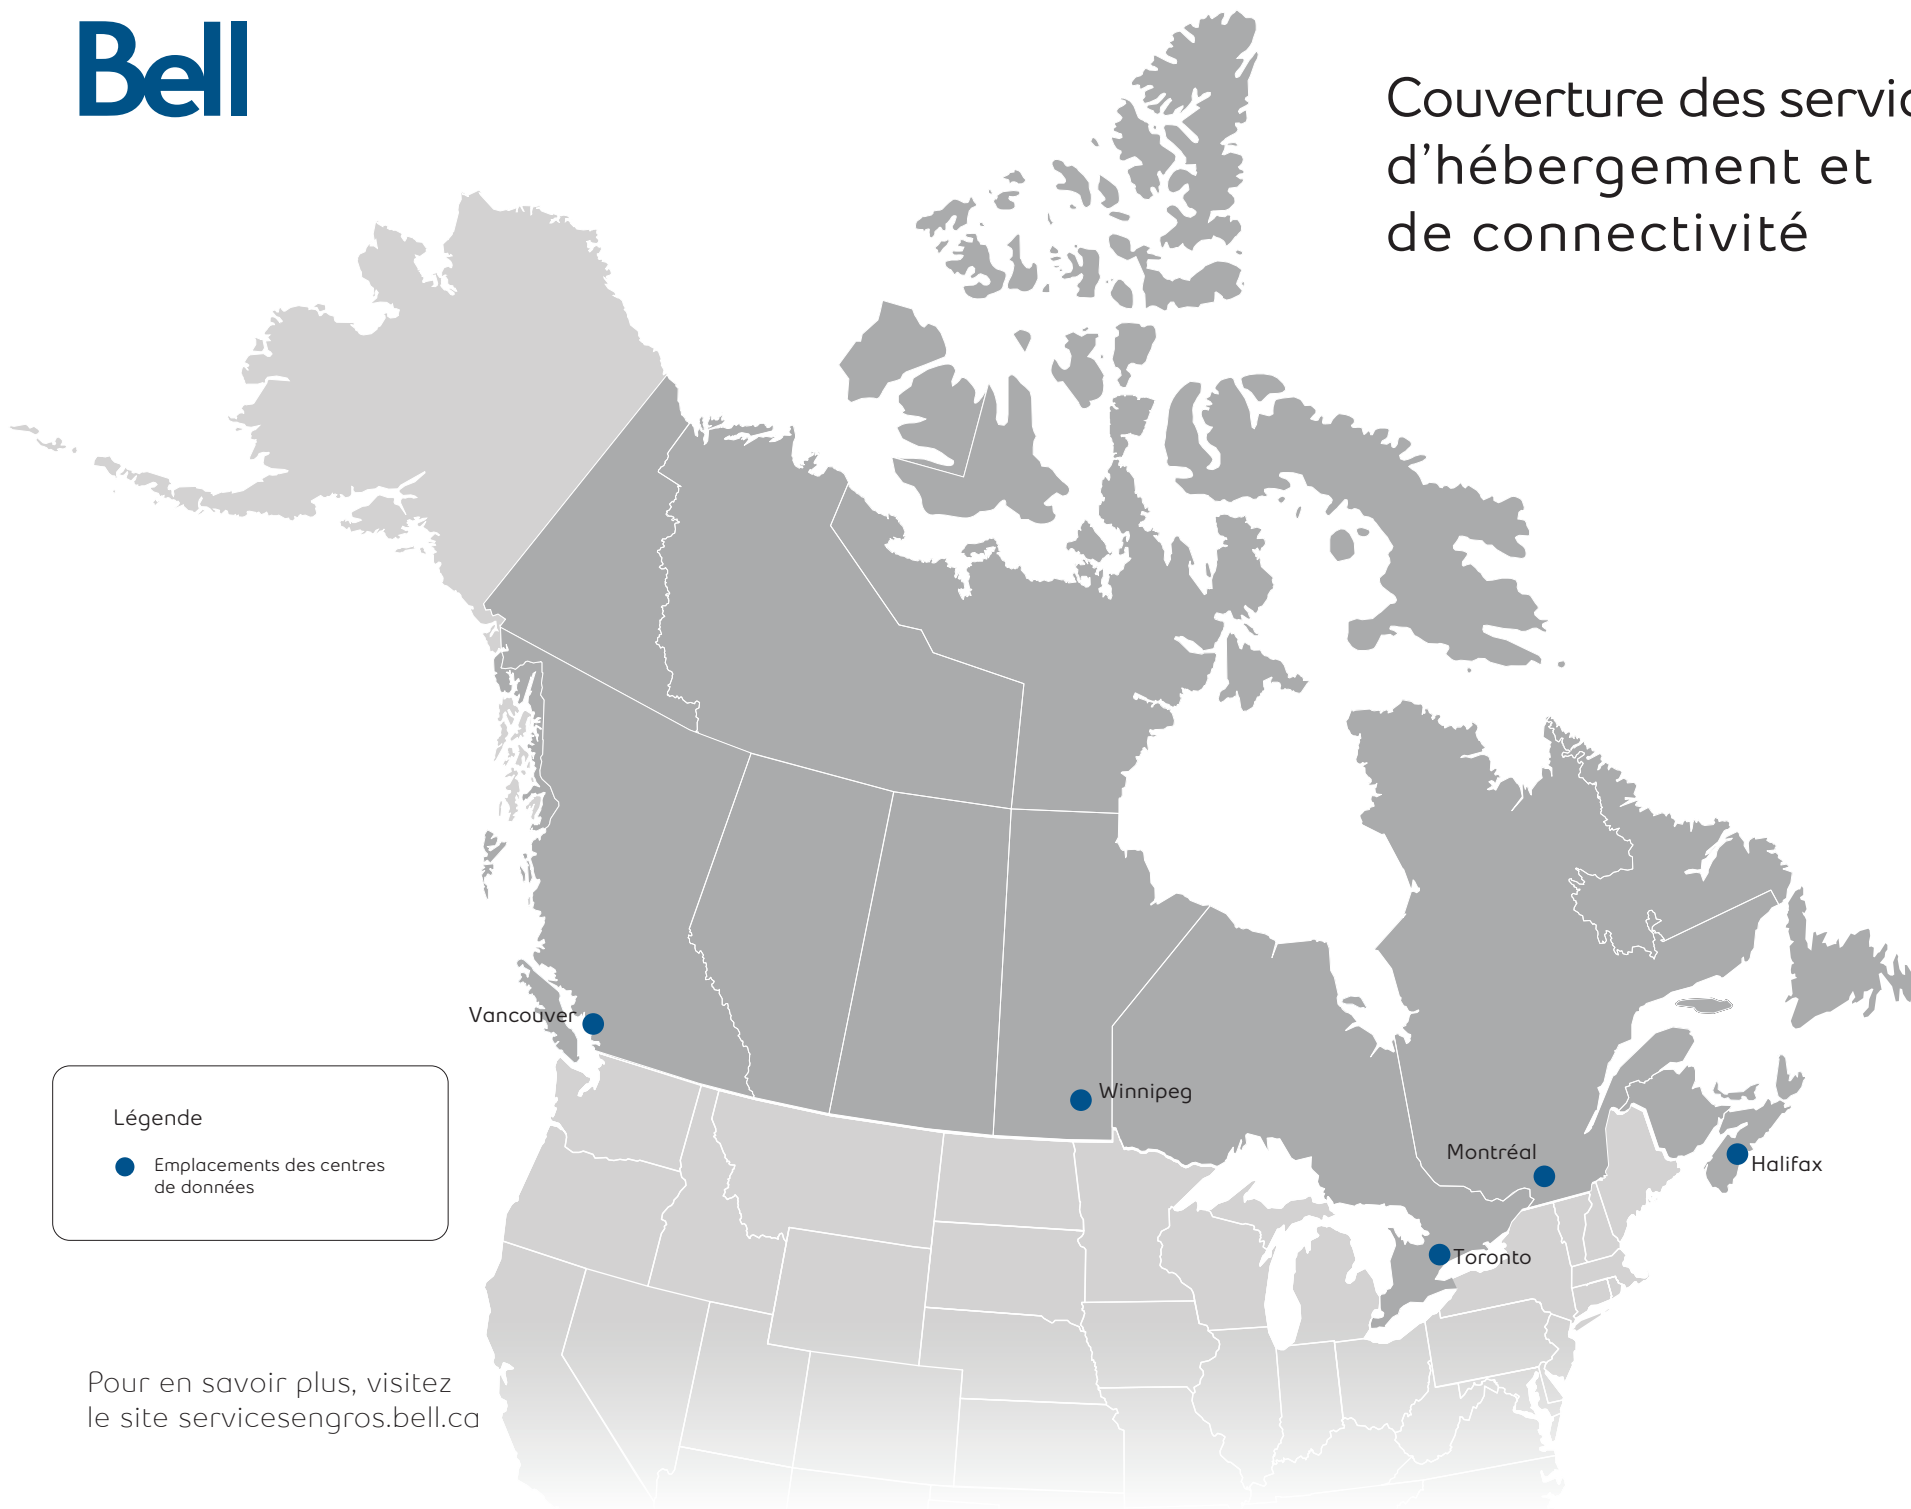 Bell
Couverture des servic
d’hébergement et
de connectivité
Vancouver
Winnipeg
Montréal
Halifax
Toronto
Légende
Emplacements des centres
de données
Pour en savoir plus, visitez
le site servicesengros.bell.ca